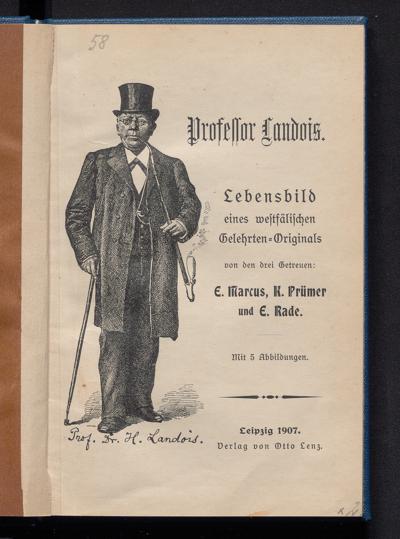 58
Professor Landois.
Lebensbild
eines westfälischen
Gelehrten-Originals
von den drei Getreuen:
E. Marcus, K. Prümer
und E. Rade.
Mit 5 Abbildungen.
Prof. Dr. H. Landois.
Leipzig 1907.
Verlag von Otto Lenz.